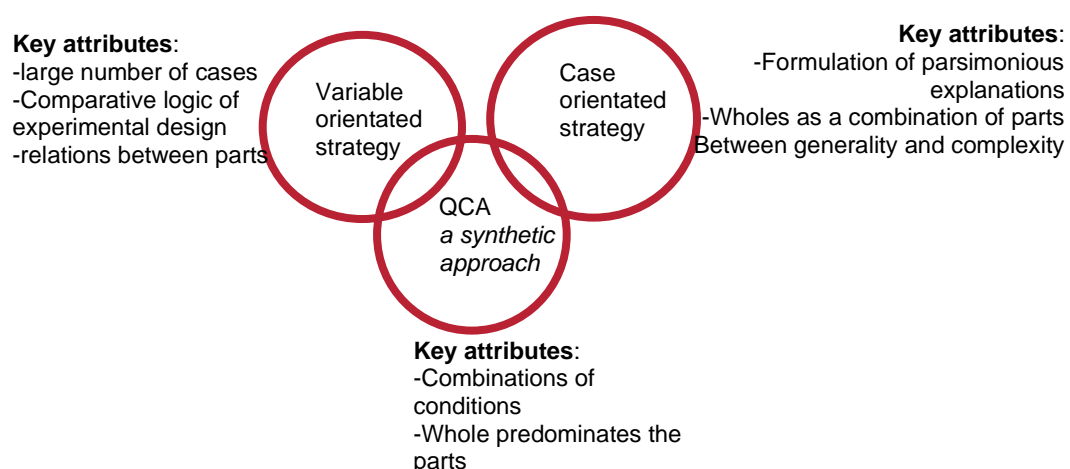 Key attributes:
-large number of cases
-Comparative logic of
experimental design
-relations between parts
Variable
orientated
strategy
Case
orientated
strategy
Key attributes:
-Formulation of parsimonious
explanations
-Wholes as a combination of parts
Between generality and complexity
QCA
a synthetic
approach
Key attributes:
-Combinations of
conditions
-Whole predominates the
parts